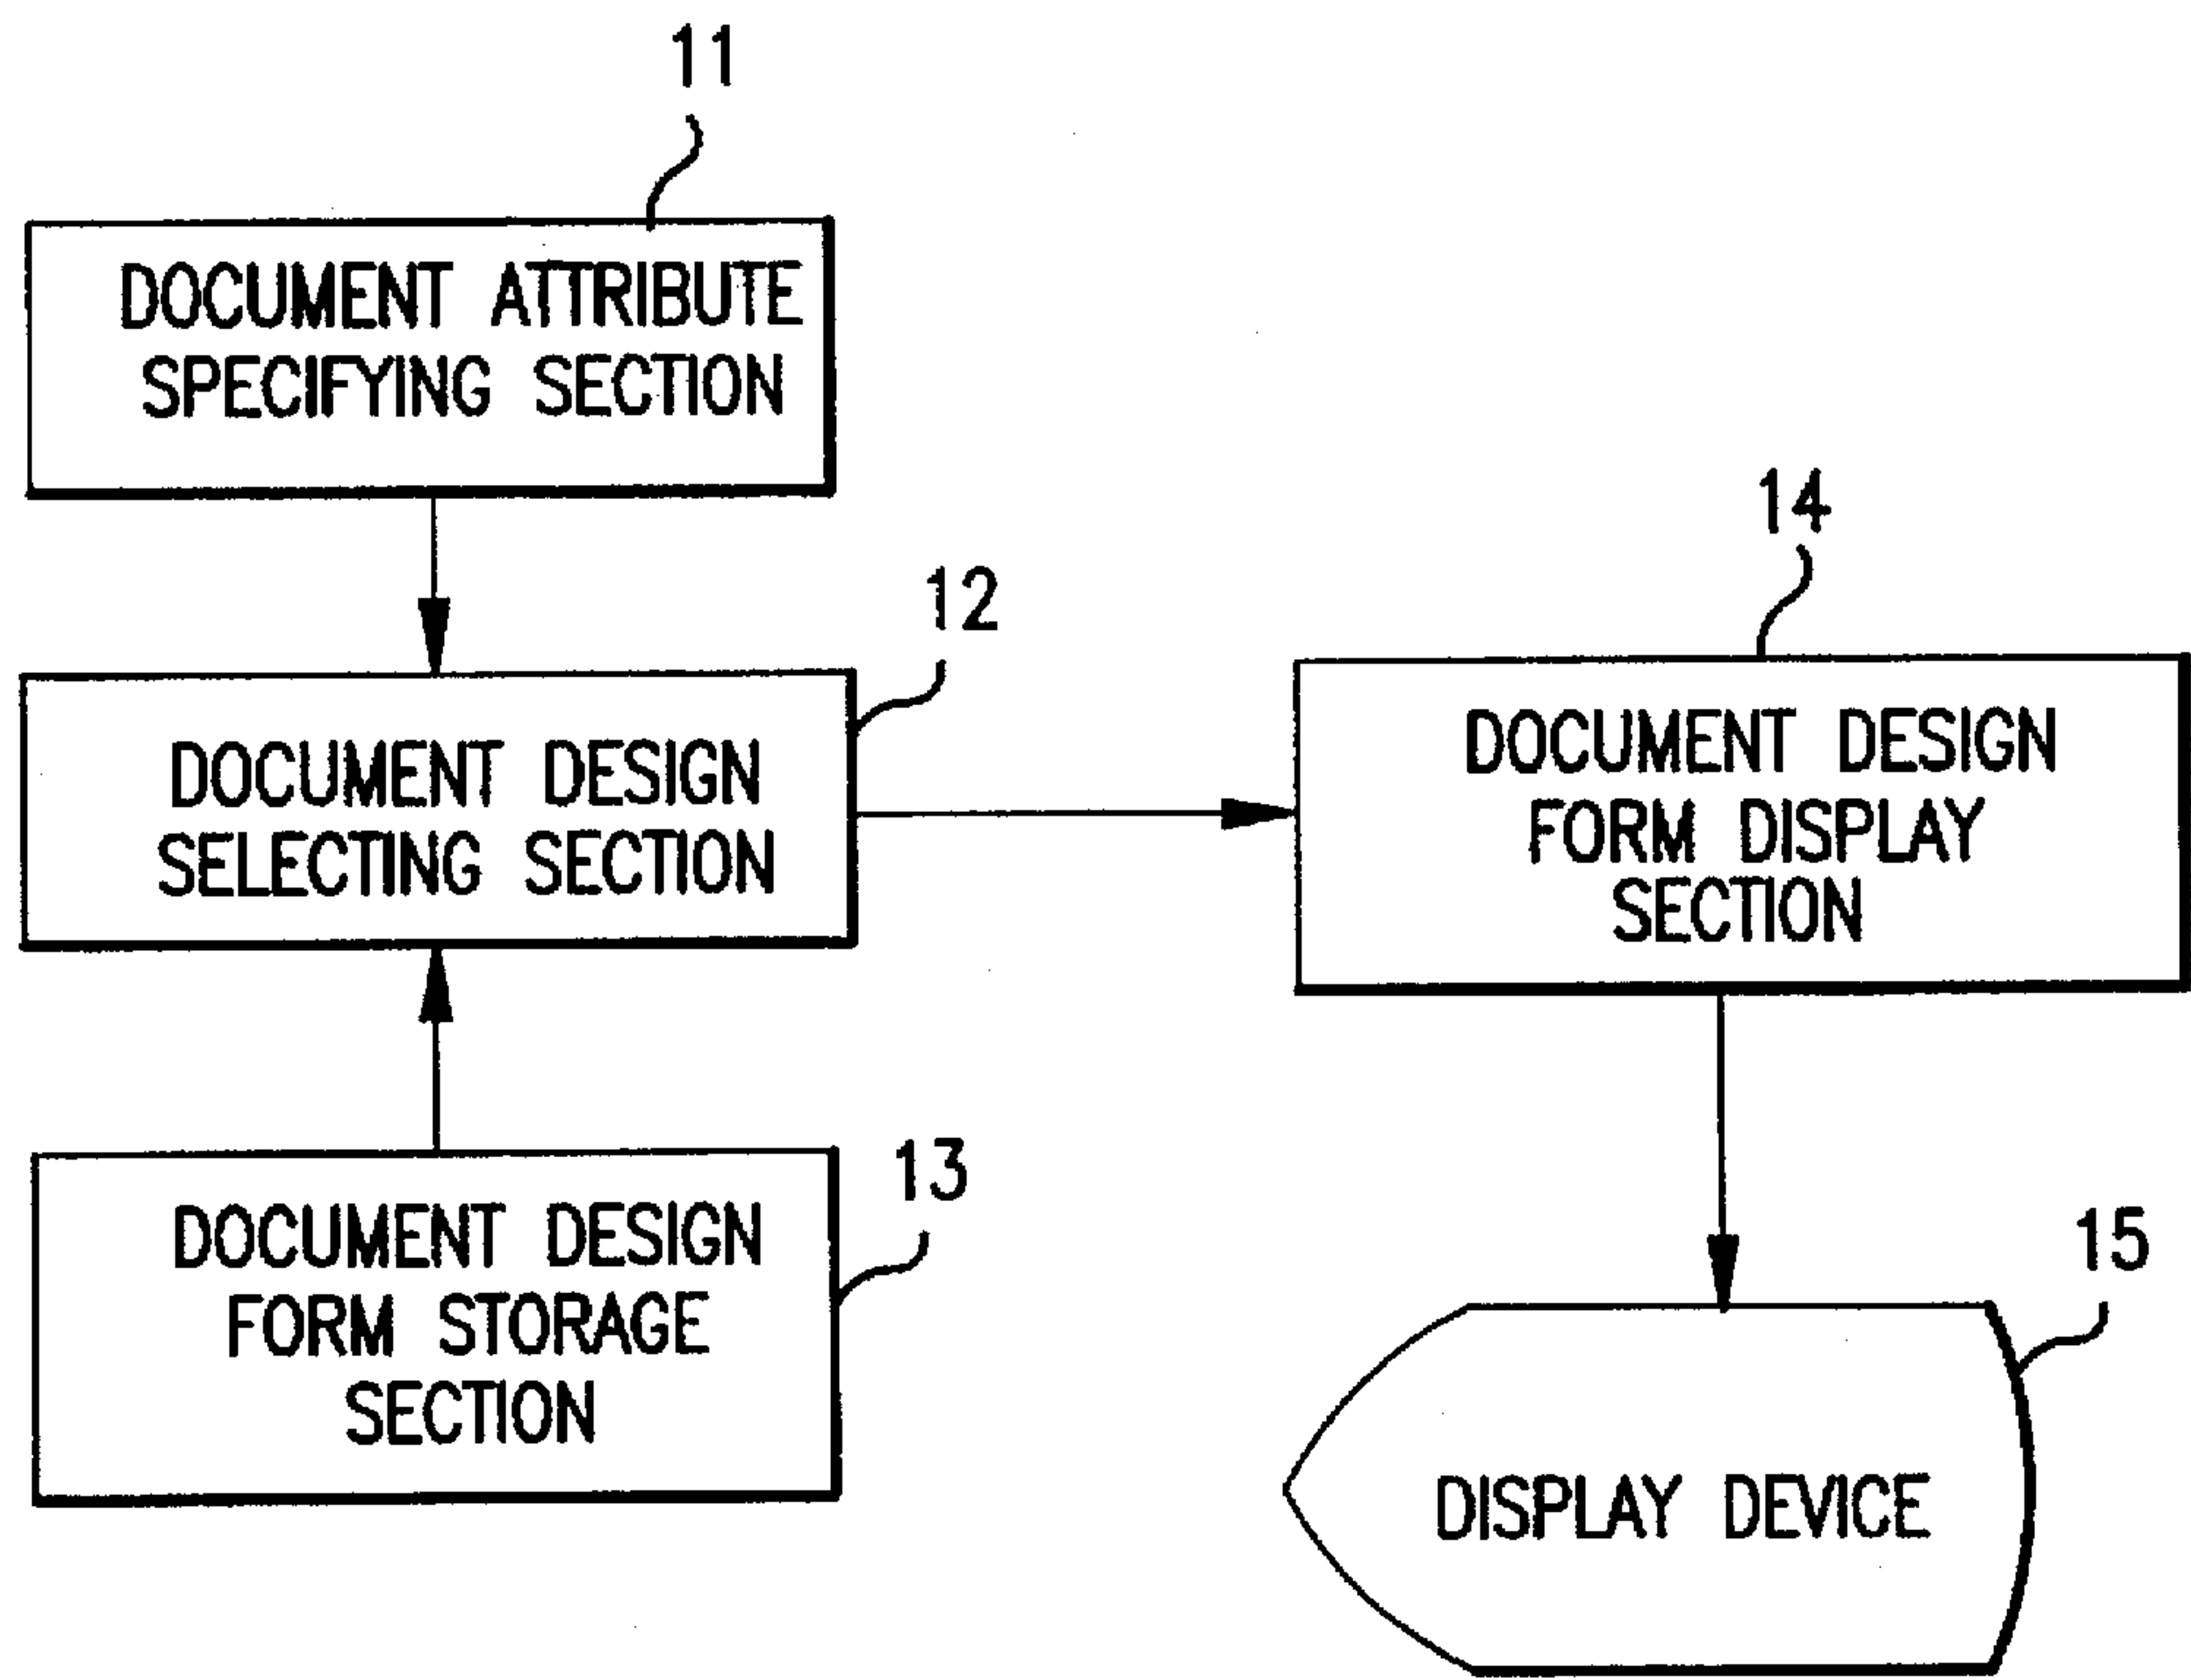 11
DOCUMENT ATTRIBUTE
SPECIFYING SECTION
12
DOCUMENT DESIGN
SELECTING SECTION
13
DOCUMENT DESIGN
FORM STORAGE
SECTION
14
DOCUMENT DESIGN
FORM DISPLAY
SECTION
15
DISPLAY DEVICE